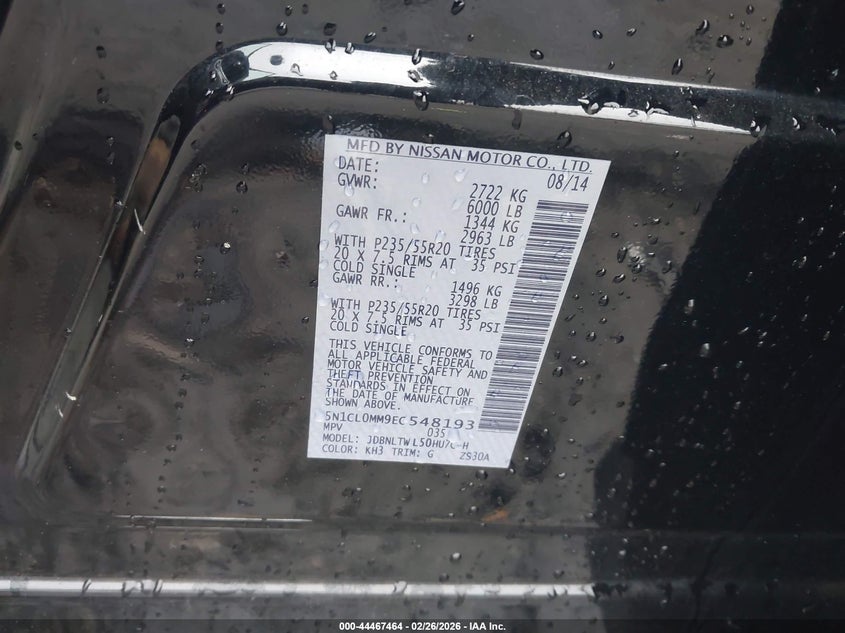 MFD BY NISSAN MOTOR CO., LTD.
DATE: 08/14
GVWR: 2722 KG
6000 LB
GAWR FR.: 1344 KG
2963 LB
WITH P235/55R20 TIRES
20 X 7.5 RIMS AT 35 PSI
COLD SINGLE
GAWR RR.: 1496 KG
3298 LB
WITH P235/55R20 TIRES
20 X 7.5 RIMS AT 35 PSI
COLD SINGLE
THIS VEHICLE CONFORMS TO
ALL APPLICABLE FEDERAL
MOTOR VEHICLE SAFETY AND
THEFT PREVENTION
STANDARDS IN EFFECT ON
THE DATE OF MANUFACTURE
SHOWN ABOVE.
5N1CL0MM9EC548193
MPV 035
MODEL:
COLOR: KH3 TRIM: G ZS30A
000-44467464 - 02/26/2026 - IAA Inc.